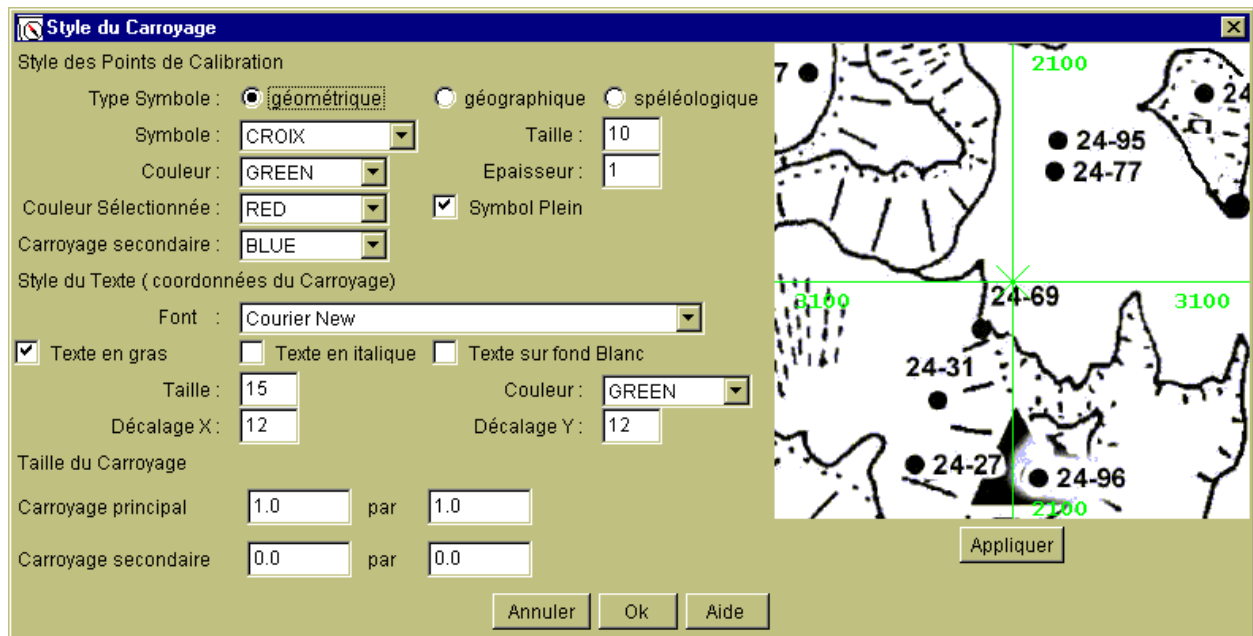 Style du Carroyage
Style des Points de Calibration
Type Symbole : géométrique géographique spéléologique
Symbole : CROIX Taille : 10
Couleur : GREEN Epaisseur : 1
Couleur Sélectionnée : RED Symbol Plein
Carroyage secondaire : BLUE
Style du Texte ( coordonnées du Carroyage)
Font : Courier New
Texte en gras Texte en italique Texte sur fond Blanc
Taille : 15 Couleur : GREEN
Décalage X : 12 Décalage Y : 12
Taille du Carroyage
Carroyage principal 1.0 par 1.0
Carroyage secondaire 0.0 par 0.0
Annuler Ok Aide
2100
7
24
24-95
24-77
3100 3100
24-69
24-31
24-27 24-96
2100
Appliquer